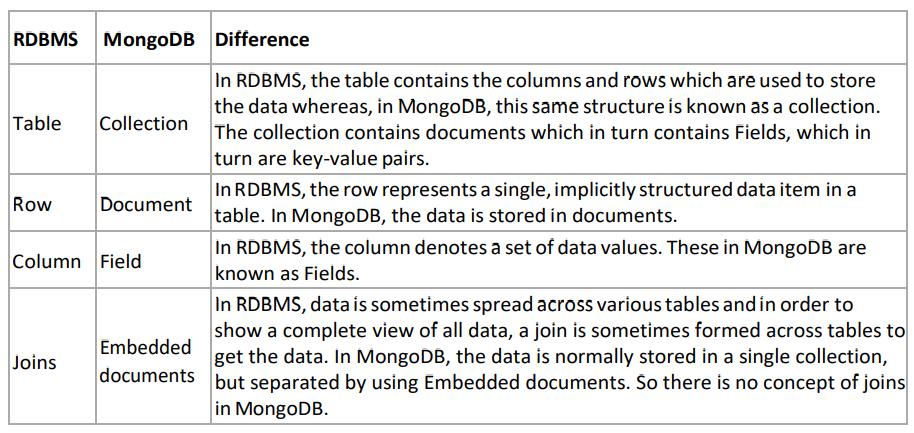 RDBMS MongoDB Difference
In RDBMS, the table contains the columns and rows which are used to store
the data whereas, in MongoDB, this same structure is known as a collection.
Table Collection
The collection contains documents which in turn contains Fields, which in
turn are key-value pairs.
In RDBMS, the row represents a single, implicitly structured data item in a
Row Document
table. In MongoDB, the data is stored in documents.
In RDBMS, the column denotes a set of data values. These in MongoDB are
Column Field
known as Fields.
In RDBMS, data is sometimes spread across various tables and in order to
show a complete view of all data, a join is sometimes formed across tables to
Joins
Embedded
documents
get the data. In MongoDB, the data is normally stored in a single collection,
but separated by using Embedded documents. So there is no concept of joins
in MongoDB.